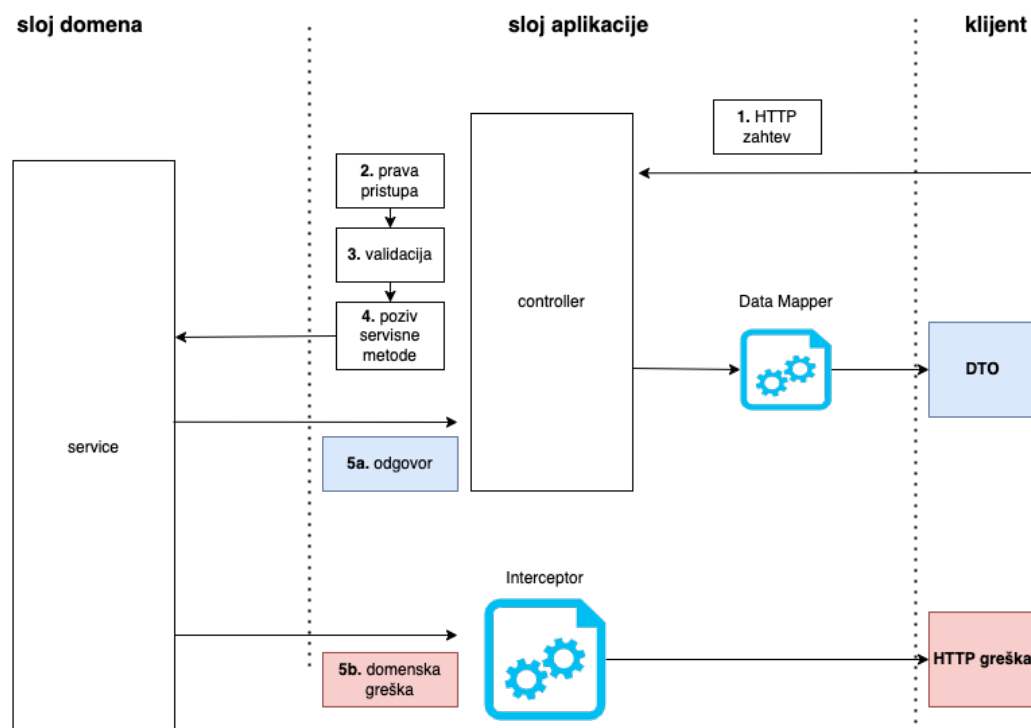 sloj domena
sloj aplikacije
klijent
1. HTTP
zahtev
2. prava
pristupa
3. validacija
4. poziv
servisne
metode
controller
Data Mapper
DTO
service
5a. odgovor
Interceptor
5b. domenska
greška
HTTP greška